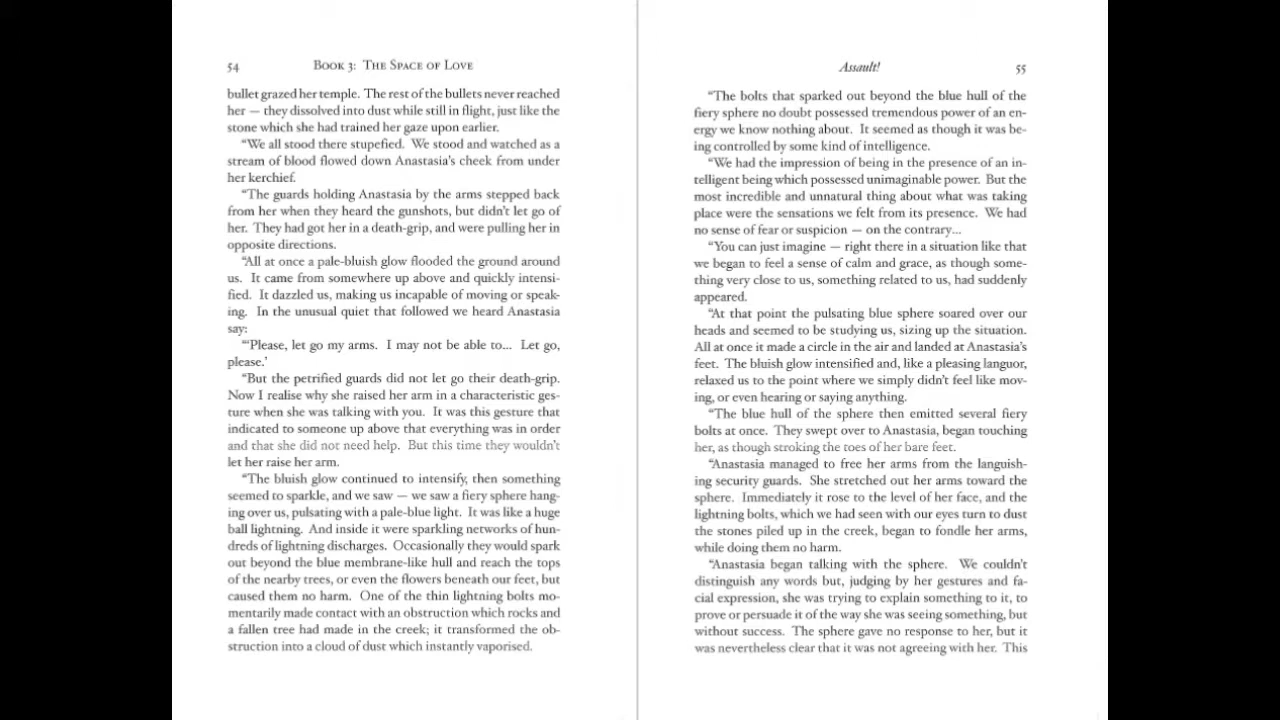 54
Book 3: The Space of Love
bullet grazed her temple. The rest of the bullets never reached
her — they dissolved into dust while still in flight, just like the
stone which she had trained her gaze upon earlier.
“We all stood there stupefied. We stood and watched as a
stream of blood flowed down Anastasia’s cheek from under
her kerchief.
“The guards holding Anastasia by the arms stepped back
from her when they heard the gunshots, but didn’t let go of
her. They had got her in a death-grip, and were pulling her in
opposite directions.
“All at once a pale-bluish glow flooded the ground around
us. It came from somewhere up above and quickly intensi-
fied. It dazzled us, making us incapable of moving or speak-
ing. In the unusual quiet that followed we heard Anastasia
say:
“‘Please, let go my arms. I may not be able to... Let go,
please.’
“But the petrified guards did not let go their death-grip.
Now I realise why she raised her arm in a characteristic ges-
ture when she was talking with you. It was this gesture that
indicated to someone up above that everything was in order
and that she did not need help. But this time they wouldn’t
let her raise her arm.
“The bluish glow continued to intensify, then something
seemed to sparkle, and we saw — we saw a fiery sphere hang-
ing over us, pulsating with a pale-blue light. It was like a huge
ball lightning. And inside it were sparkling networks of hun-
dreds of lightning discharges. Occasionally they would spark
out beyond the blue membrane-like hull and reach the tops
of the nearby trees, or even the flowers beneath our feet, but
caused them no harm. One of the thin lightning bolts mo-
mentarily made contact with an obstruction which rocks and
a fallen tree had made in the creek; it transformed the ob-
struction into a cloud of dust which instantly vaporised.
Assault!
55
“The bolts that sparked out beyond the blue hull of the
fiery sphere no doubt possessed tremendous power of an en-
ergy we know nothing about. It seemed as though it was be-
ing controlled by some kind of intelligence.
“We had the impression of being in the presence of an in-
telligent being which possessed unimaginable power. But the
most incredible and unnatural thing about what was taking
place were the sensations we felt from its presence. We had
no sense of fear or suspicion — on the contrary...
“You can just imagine — right there in a situation like that
we began to feel a sense of calm and grace, as though some-
thing very close to us, something related to us, had suddenly
appeared.
“At that point the pulsating blue sphere soared over our
heads and seemed to be studying us, sizing up the situation.
All at once it made a circle in the air and landed at Anastasia’s
feet. The bluish glow intensified and, like a pleasing languor,
relaxed us to the point where we simply didn’t feel like mov-
ing, or even hearing or saying anything.
“The blue hull of the sphere then emitted several fiery
bolts at once. They swept over to Anastasia, began touching
her, as though stroking the toes of her bare feet.
“Anastasia managed to free her arms from the languish-
ing security guards. She stretched out her arms toward the
sphere. Immediately it rose to the level of her face, and the
lightning bolts, which we had seen with our eyes turn to dust
the stones piled up in the creek, began to fondle her arms,
while doing them no harm.
“Anastasia began talking with the sphere. We couldn’t
distinguish any words but, judging by her gestures and fa-
cial expression, she was trying to explain something to it, to
prove or persuade it of the way she was seeing something, but
without success. The sphere gave no response to her, but it
was nevertheless clear that it was not agreeing with her. This